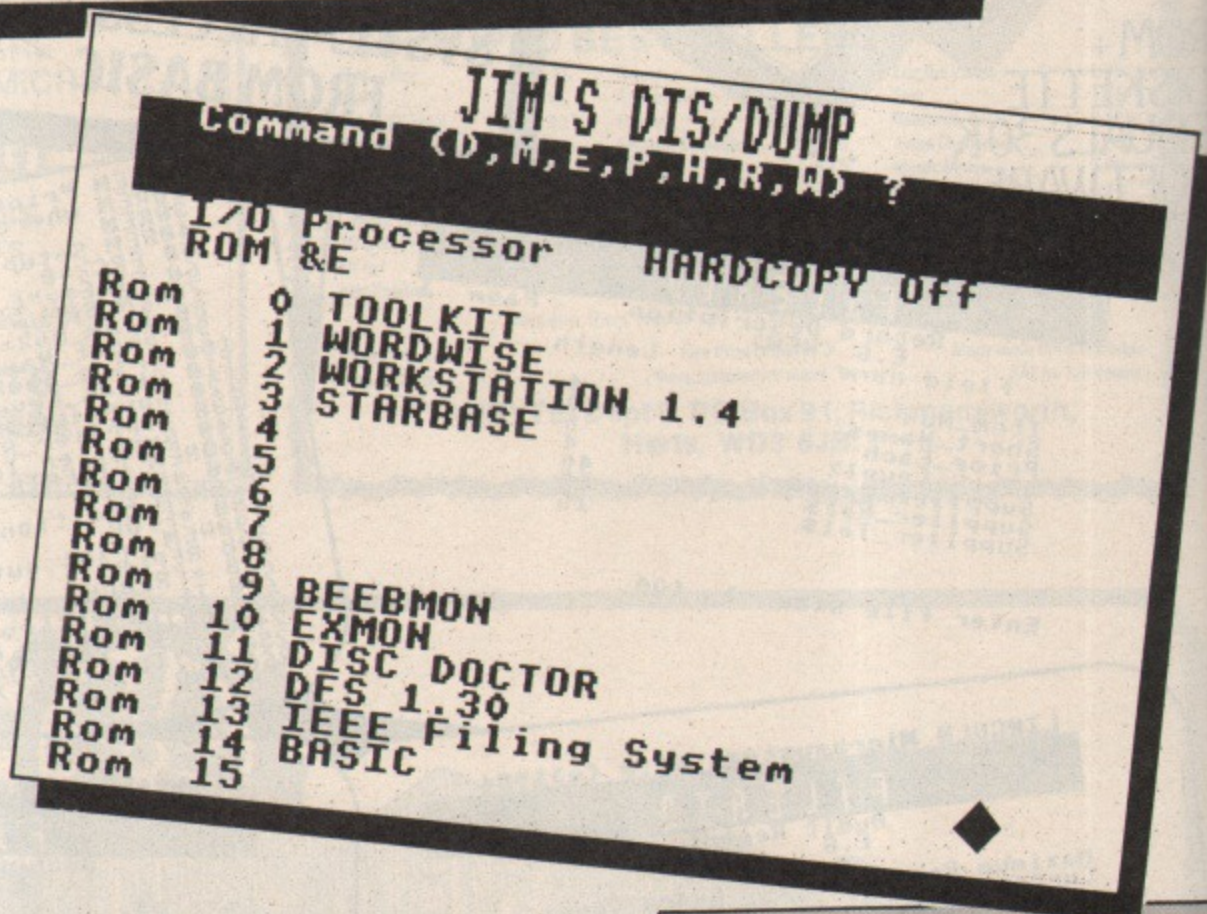 JIM'S DIS/DUMP
Command (D,M,E,P,H,R,W) ?
I/O Processor HARDCOPY Off
ROM &E
Rom 0 TOOLKIT
Rom 1 WORDWISE
Rom 2 WORKSTATION 1.4
Rom 3 STARBASE
Rom 4
Rom 5
Rom 6
Rom 7
Rom 8
Rom 9 BEEBMON
Rom 10 EXMON
Rom 11 DISC DOCTOR
Rom 12 DFS 1.30
Rom 13 IEEE Filing System
Rom 14 BASIC
Rom 15